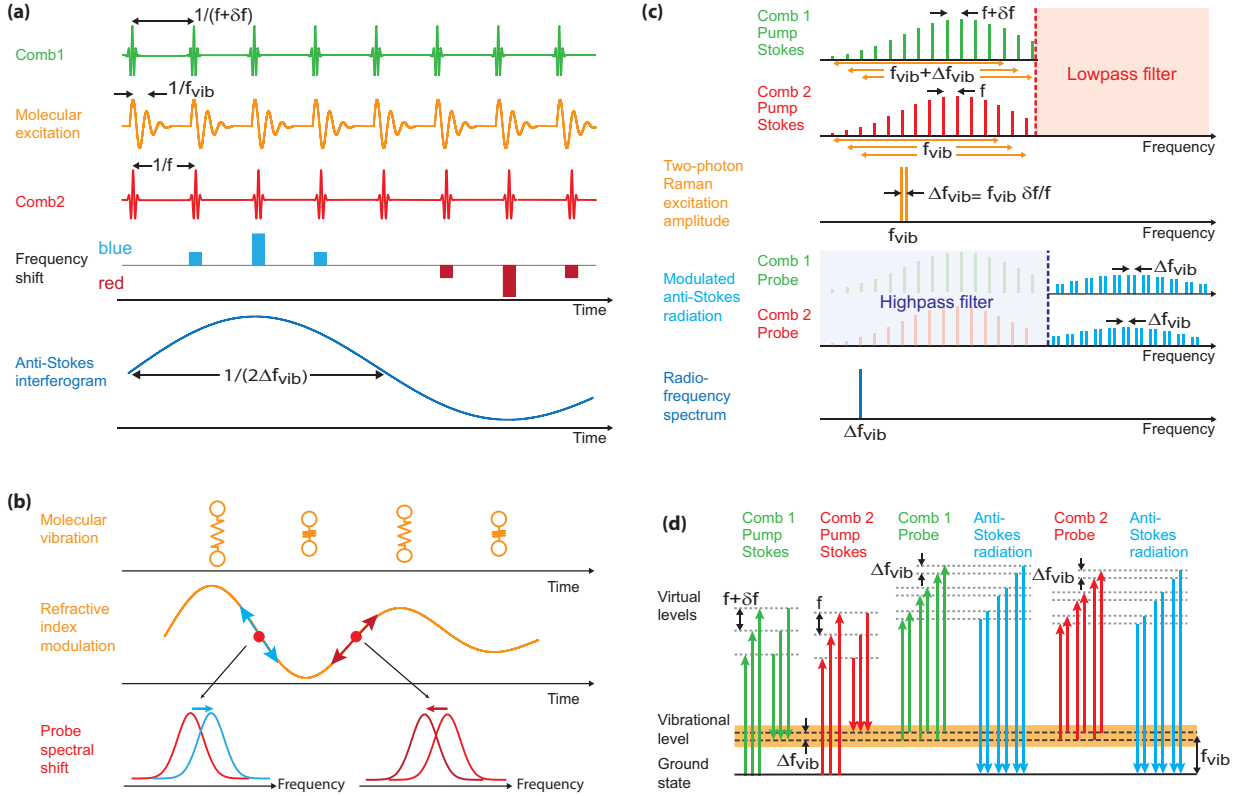 (a)
1/(f+δf)
Comb1
1/fvib
Molecular
excitation
1/f
Comb2
blue
Frequency
shift
red
Time
Anti-Stokes
interferogram
1/(2Δfvib)
Time
(b)
Molecular
vibration
Time
Refractive
index
modulation
Time
Probe
spectral
shift
Frequency
Frequency
(c)
Comb 1
Pump
Stokes
f+δf
fvib+Δfvib
Lowpass filter
Comb 2
Pump
Stokes
f
fvib
Frequency
Two-photon
Raman
excitation
amplitude
Δfvib= fvib δf/f
fvib
Frequency
Modulated
anti-Stokes
radiation
Comb 1
Probe
Highpass filter
Δfvib
Frequency
Comb 2
Probe
Δfvib
Frequency
Radio-
frequency
spectrum
Δfvib
Frequency
(d)
Comb 1
Pump
Stokes
Comb 2
Pump
Stokes
Comb 1
Probe
Anti-
Stokes
radiation
Comb 2
Probe
Anti-
Stokes
radiation
Virtual
levels
f+δf
f
Δfvib
Δfvib
Vibrational
level
Δfvib
Ground
state
fvib